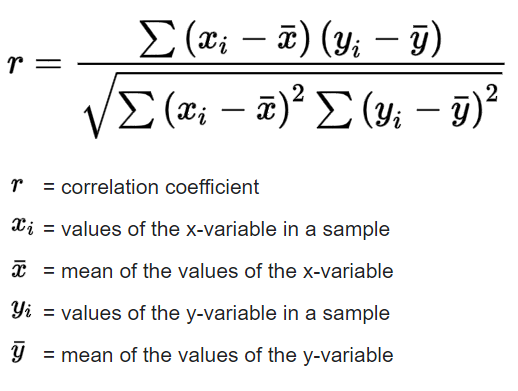 r = ∑ (xᵢ − x̄) (yᵢ − ȳ) / √∑ (xᵢ − x̄)² ∑ (yᵢ − ȳ)²
r = correlation coefficient
xᵢ = values of the x-variable in a sample
x̄ = mean of the values of the x-variable
yᵢ = values of the y-variable in a sample
ȳ = mean of the values of the y-variable